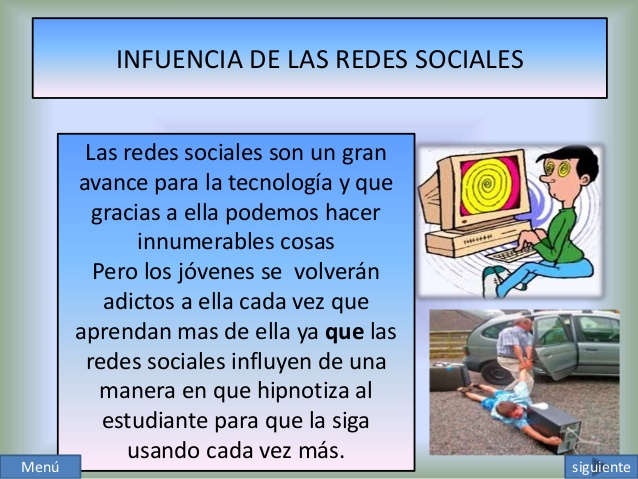 INFUENCIA DE LAS REDES SOCIALES
Las redes sociales son un gran
avance para la tecnología y que
gracias a ella podemos hacer
innumerables cosas
Pero los jóvenes se volverán
adictos a ella cada vez que
aprendan mas de ella ya que las
redes sociales influyen de una
manera en que hipnotiza al
estudiante para que la siga
usando cada vez más.
Menú
siguiente